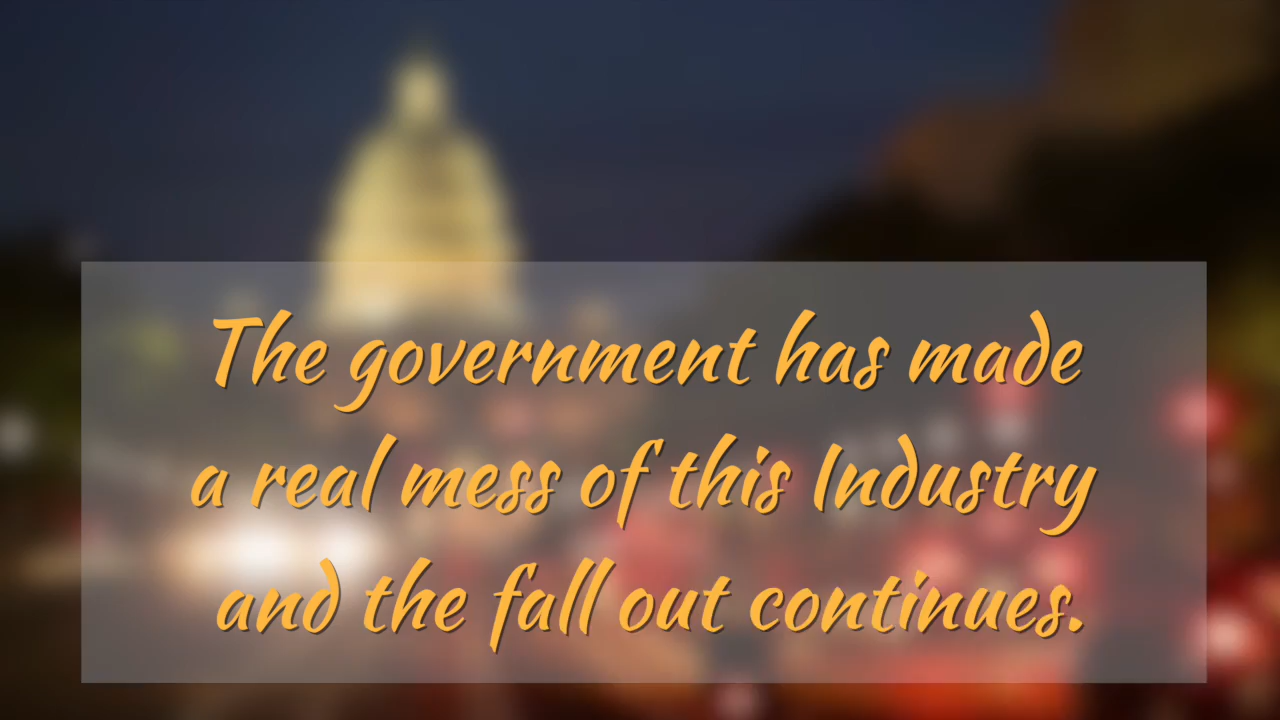 The government has made
a real mess of this Industry
and the fall out continues.